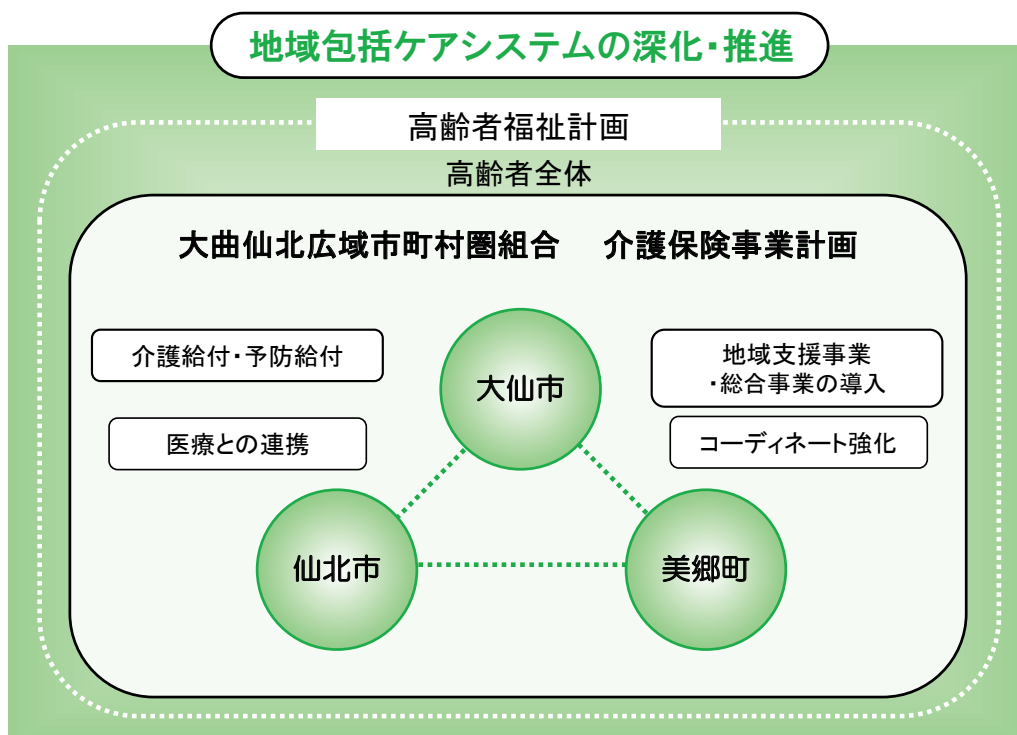 地域包括ケアシステムの深化・推進
高齢者福祉計画
高齢者全体
大曲仙北広域市町村圏組合　介護保険事業計画
介護給付・予防給付
医療との連携
大仙市
地域支援事業
・総合事業の導入
コーディネート強化
仙北市
美郷町